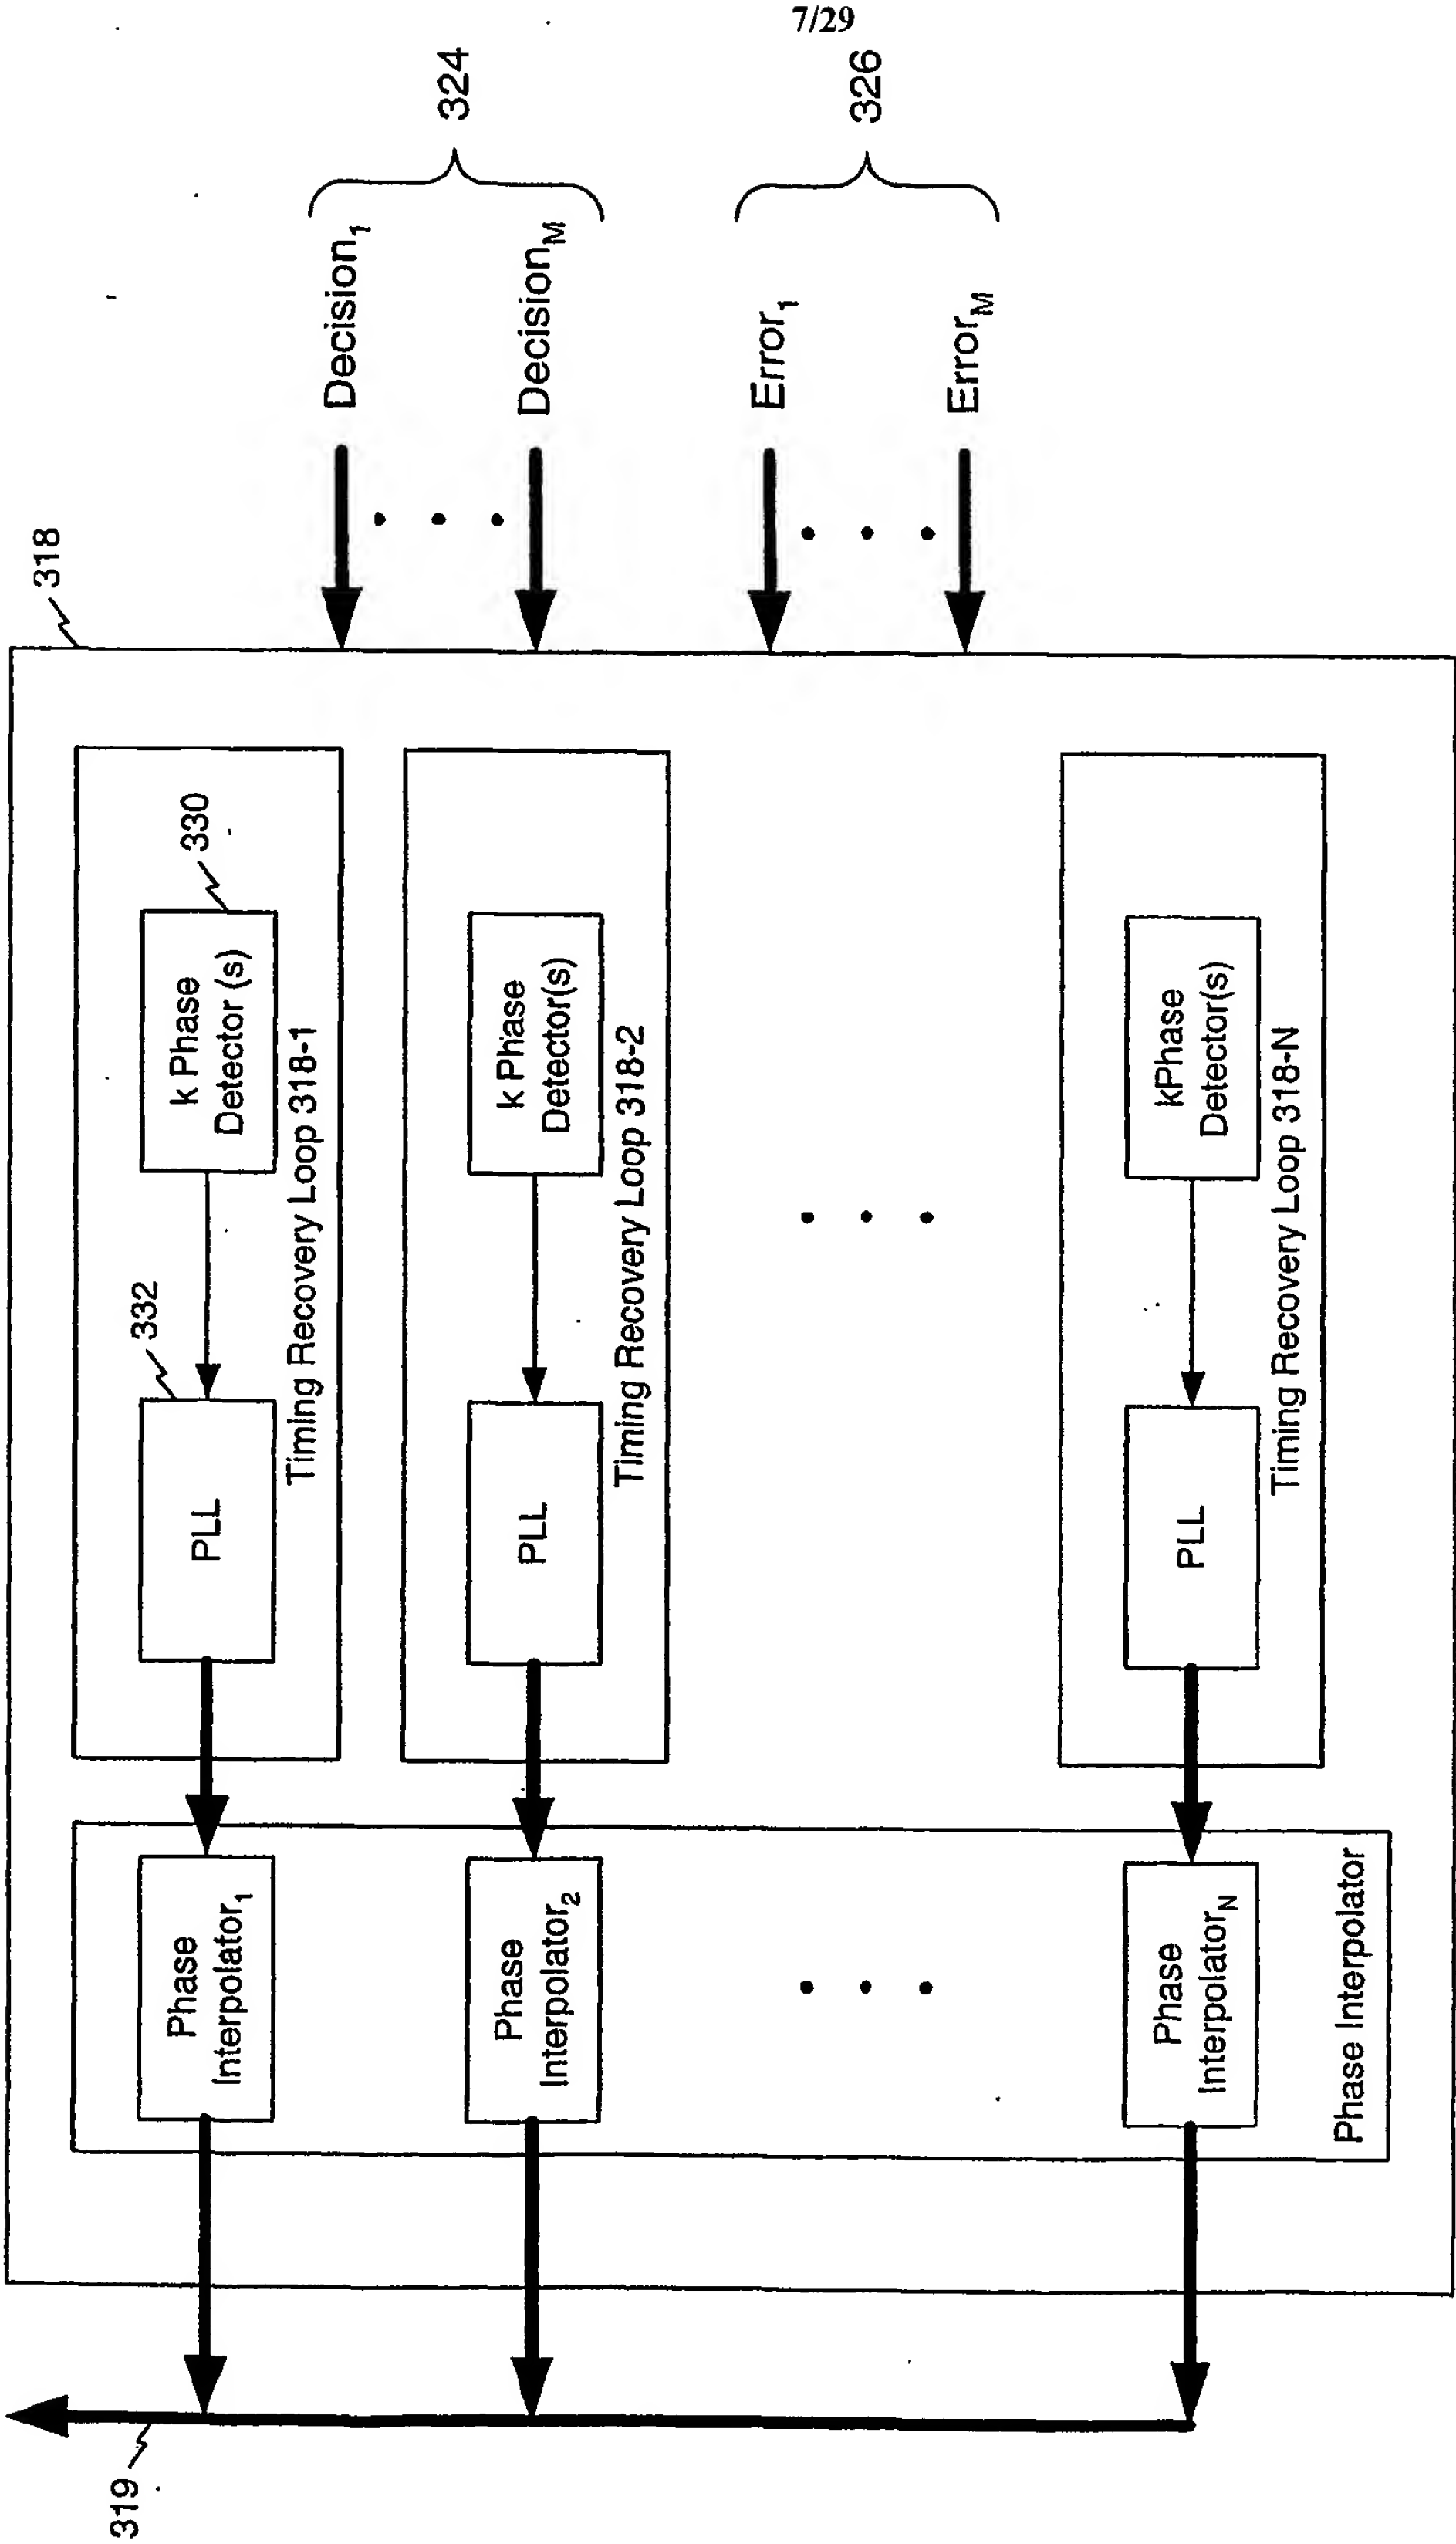 7/29
318
324
326
Decision1
DecisionM
Error1
ErrorM
330
332
k Phase
Detector (s)
PLL
Timing Recovery Loop 318-1
k Phase
Detector(s)
PLL
Timing Recovery Loop 318-2
kPhase
Detector(s)
PLL
Timing Recovery Loop 318-N
Phase
Interpolator1
Phase
Interpolator2
Phase
InterpolatorN
Phase Interpolator
319